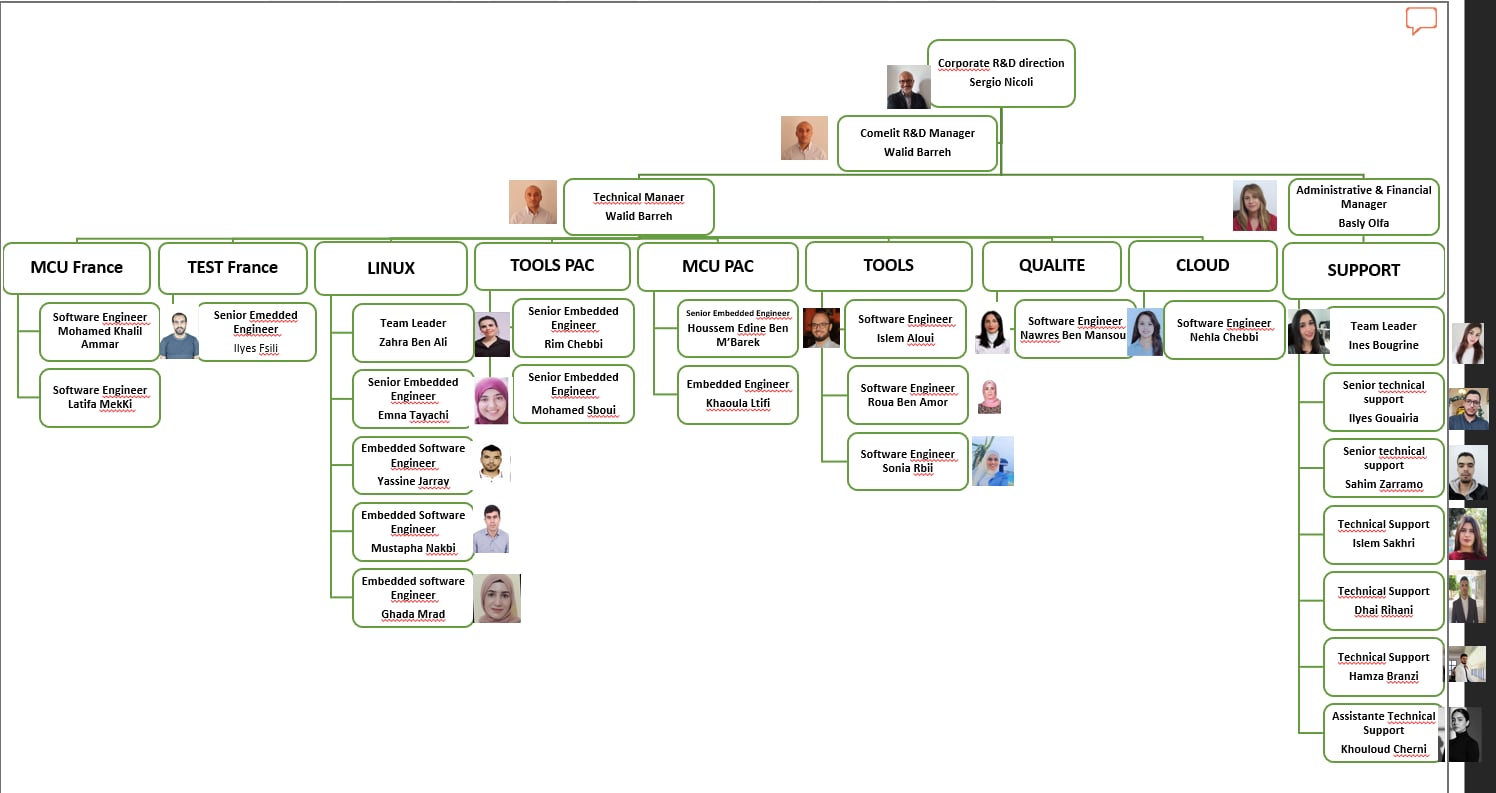 Corporate R&D direction
Sergio Nicoli
Comelit R&D Manager
Walid Barreh
Technical Manaer
Walid Barreh
Administrative & Financial
Manager
Basly Olfa
MCU France
TEST France
LINUX
TOOLS PAC
MCU PAC
TOOLS
QUALITE
CLOUD
SUPPORT
Software Engineer
Mohamed Khalil
Ammar
Software Engineer
Latifa MekKi
Senior Emedded
Engineer
Ilyes Fsili
Team Leader
Zahra Ben Ali
Senior Embedded
Engineer
Emna Tayachi
Embedded Software
Engineer
Yassine Jarray
Embedded Software
Engineer
Mustapha Nakbi
Embedded software
Engineer
Ghada Mrad
Senior Embedded
Engineer
Rim Chebbi
Senior Embedded
Engineer
Mohamed Sboui
Senior Embedded Engineer
Houssem Edine Ben
M'Barek
Embedded Engineer
Khaoula Ltifi
Software Engineer
Islem Aloui
Software Engineer
Roua Ben Amor
Software Engineer
Sonia Rbii
Software Engineer
Nawres Ben Mansou
Software Engineer
Nehla Chebbi
Team Leader
Ines Bougrine
Senior technical
support
Ilyes Gouairia
Senior technical
support
Sahim Zarramo
Technical Support
Islem Sakhri
Technical Support
Dhai Rihani
Technical Support
Hamza Branzi
Assistante Technical
Support
Khouloud Cherni